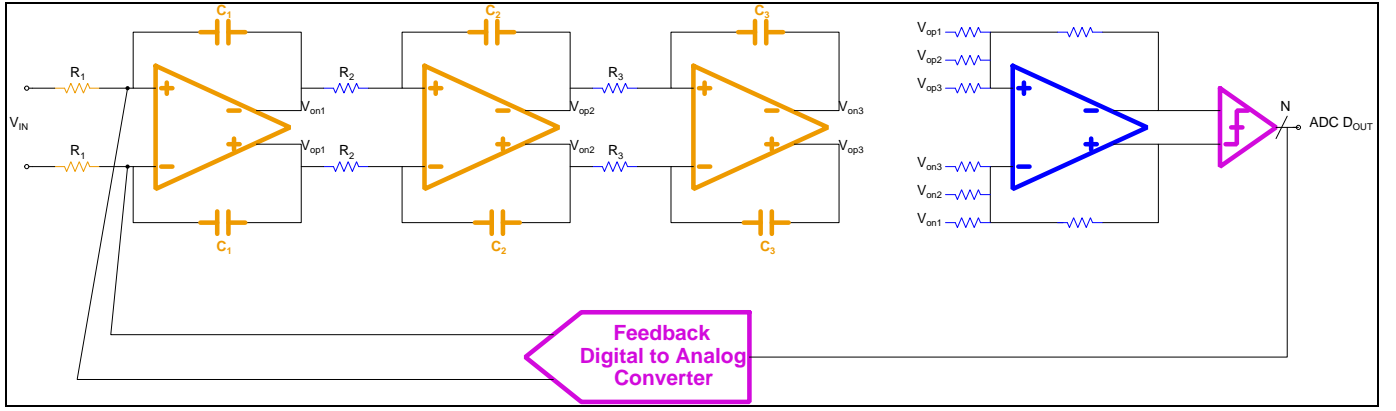 C₁
C₂
C₃
Vop1
Vop2
Vop3
R₁
R₂
R₃
Von1
Vop2
Von3
N
VIN
ADC DOUT
Vop1
Von2
Vop3
R₁
R₂
R₃
Von3
Von2
Von1
C₁
C₂
C₃
Feedback
Digital to Analog
Converter